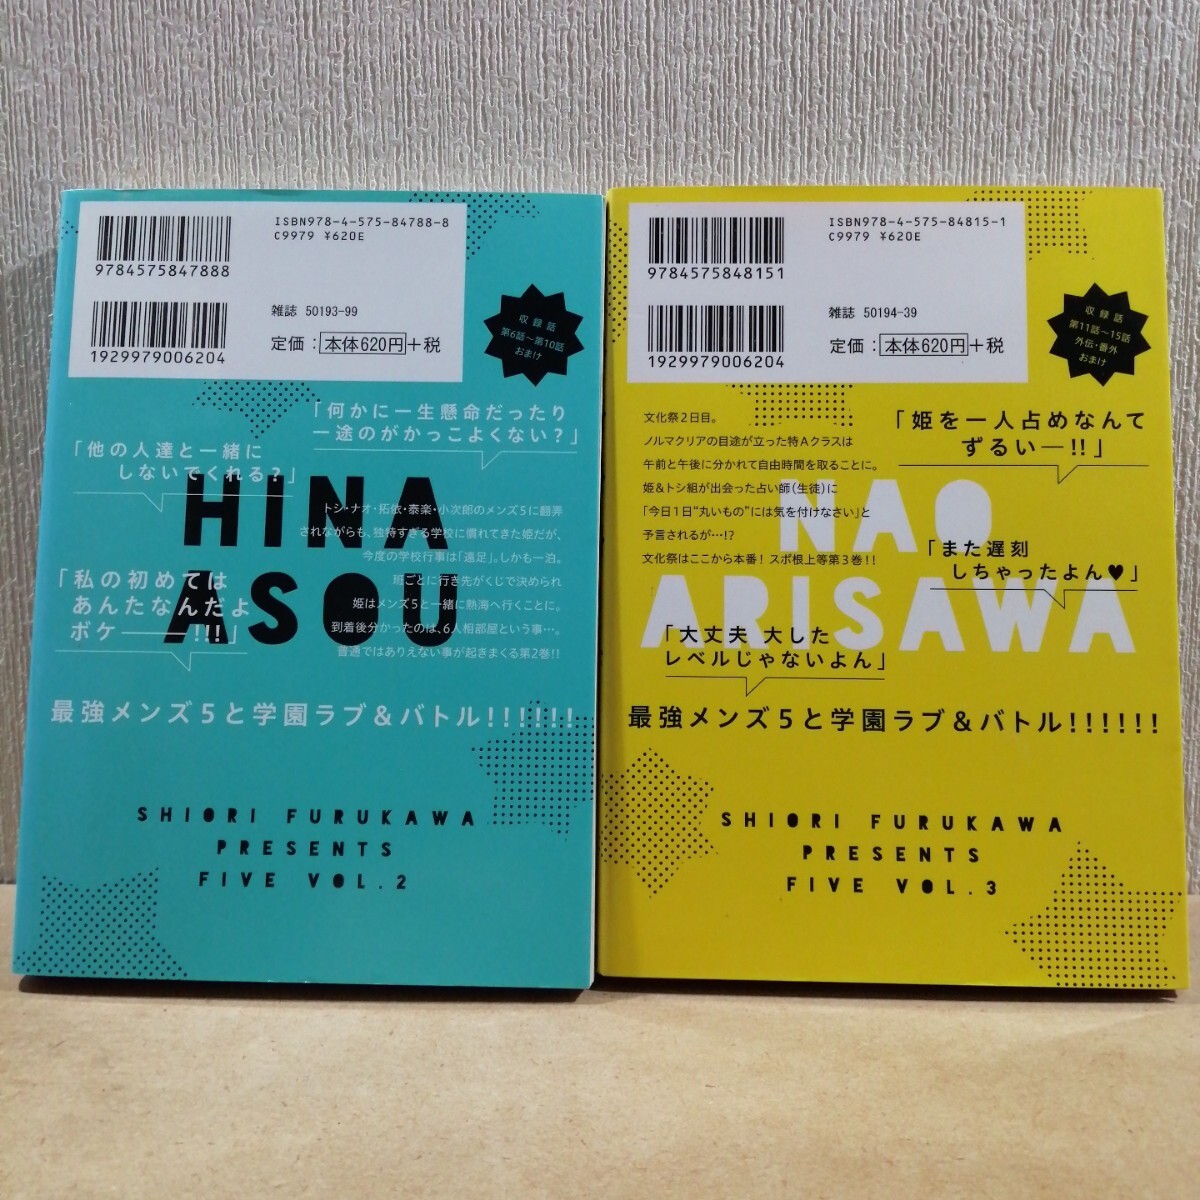 ISBN978-4-575-84788-8
C9979 ¥620E
9784575847888
雑誌 50193-99
1929979006204
定価：本体620円+税
収録話
第6話～第10話
おまけ
「何かに一生懸命だったり
一途のがかっこよくない？」
「他の人達と一緒に
しないでくれる？」
HINA
ASOU
トシ・ナオ・拓依・泰楽・小次郎のメンズ5に翻弄
されながらも、独特すぎる学校に慣れてきた姫だが、
今度の学校行事は「遠足」。しかも一泊。
班ごとに行き先がくじで決められ
姫はメンズ5と一緒に熱海へ行くことに。
到着後分かったのは、6人相部屋という事…。
普通ではありえない事が起きまくる第2巻!!
「私の初めては
あんたなんだよ
ボケ―――!!!」
最強メンズ5と学園ラブ&バトル!!!!!!
SHIORI FURUKAWA
PRESENTS
FIVE VOL.2
ISBN978-4-575-84815-1
C9979 ¥620E
9784575848151
雑誌 50194-39
1929979006204
定価：本体620円+税
収録話
第11話～15話
外伝・番外
おまけ
文化祭2日目。
ノルマクリアの目途が立った特Aクラスは
午前と午後に分かれて自由時間を取ることに。
姫&トシ組が出会った占い師(生徒)に
「今日1日“丸いもの”には気を付けなさい」と
予言されるが…!?
文化祭はここから本番！スポ根上等第3巻!!
「姫を一人占めなんて
ずるい―!!」
NAO
ARISAWA
「また遅刻
しちゃったよん♥」
「大丈夫 大した
レベルじゃないよん」
最強メンズ5と学園ラブ&バトル!!!!!!
SHIORI FURUKAWA
PRESENTS
FIVE VOL.3